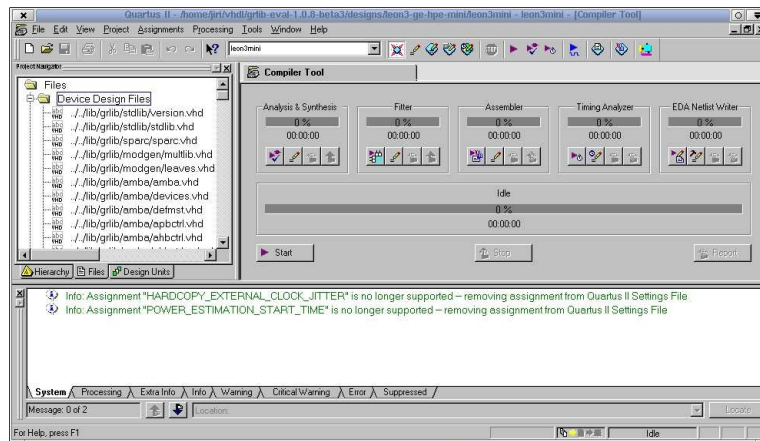 Quartus II - /home/jiri/vhdl/grlib-eval-1.0.8-beta3/designs/leon3-ge-hpe-mini/leon3mini - leon3mini - [Compiler Tool]
File Edit View Project Assignments Processing Tools Window Help
leon3mini
Project Navigator
Compiler Tool
Files
Device Design Files
../../lib/grlib/stdlib/version.vhd
../../lib/grlib/stdlib/stdlib.vhd
../../lib/grlib/sparc/sparc.vhd
../../lib/grlib/modgen/multlib.vhd
../../lib/grlib/modgen/leaves.vhd
../../lib/grlib/amba/amba.vhd
../../lib/grlib/amba/devices.vhd
../../lib/grlib/amba/defmst.vhd
../../lib/grlib/amba/apbctrl.vhd
../../lib/grlib/amba/ahbctrl.vhd
Hierarchy Files Design Units
Analysis & Synthesis Fitter Assembler Timing Analyzer EDA Netlist Writer
0 % 0 % 0 % 0 % 0 %
00:00:00 00:00:00 00:00:00 00:00:00 00:00:00
Idle
0 %
00:00:00
Start Stop Report
Info: Assignment "HARDCOPY_EXTERNAL_CLOCK_JITTER" is no longer supported – removing assignment from Quartus II Settings File
Info: Assignment "POWER_ESTIMATION_START_TIME" is no longer supported – removing assignment from Quartus II Settings File
System Processing Extra Info Info Warning Critical Warning Error Suppressed
Message: 0 of 2 Location: Locate
For Help, press F1 Idle